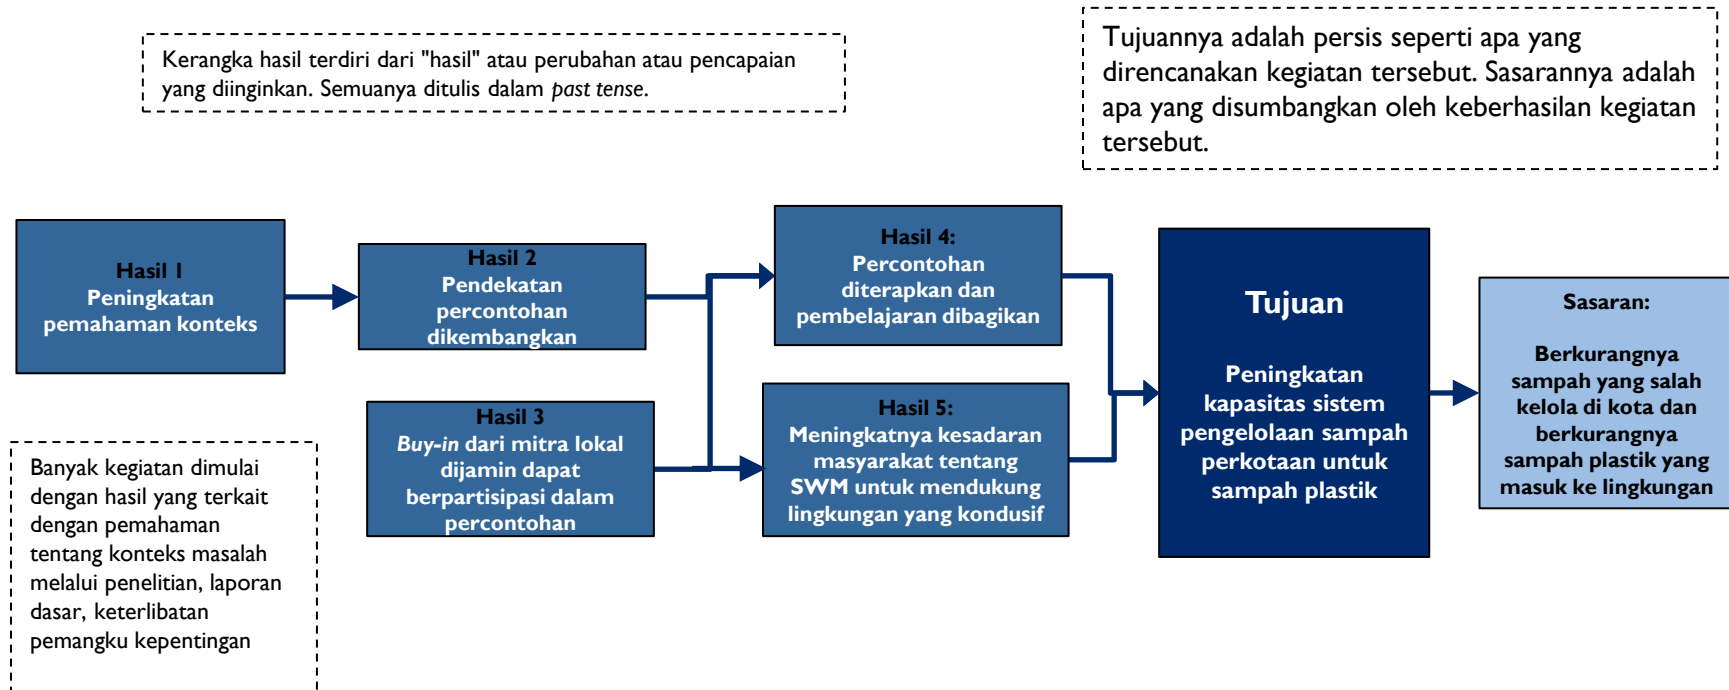 Kerangka hasil terdiri dari "hasil" atau perubahan atau pencapaian
yang diinginkan. Semuanya ditulis dalam past tense.
Tujuannya adalah persis seperti apa yang
direncanakan kegiatan tersebut. Sasarannya adalah
apa yang disumbangkan oleh keberhasilan kegiatan
tersebut.
Hasil 1
Peningkatan
pemahaman konteks
Hasil 2
Pendekatan
percontohan
dikembangkan
Hasil 3
Buy-in dari mitra lokal
dijamin dapat
berpartisipasi dalam
percontohan
Hasil 4:
Percontohan
diterapkan dan
pembelajaran dibagikan
Hasil 5:
Meningkatnya kesadaran
masyarakat tentang
SWM untuk mendukung
lingkungan yang kondusif
Tujuan
Peningkatan
kapasitas sistem
pengelolaan sampah
perkotaan untuk
sampah plastik
Sasaran:
Berkurangnya
sampah yang salah
kelola di kota dan
berkurangnya
sampah plastik yang
masuk ke lingkungan
Banyak kegiatan dimulai
dengan hasil yang terkait
dengan pemahaman
tentang konteks masalah
melalui penelitian, laporan
dasar, keterlibatan
pemangku kepentingan